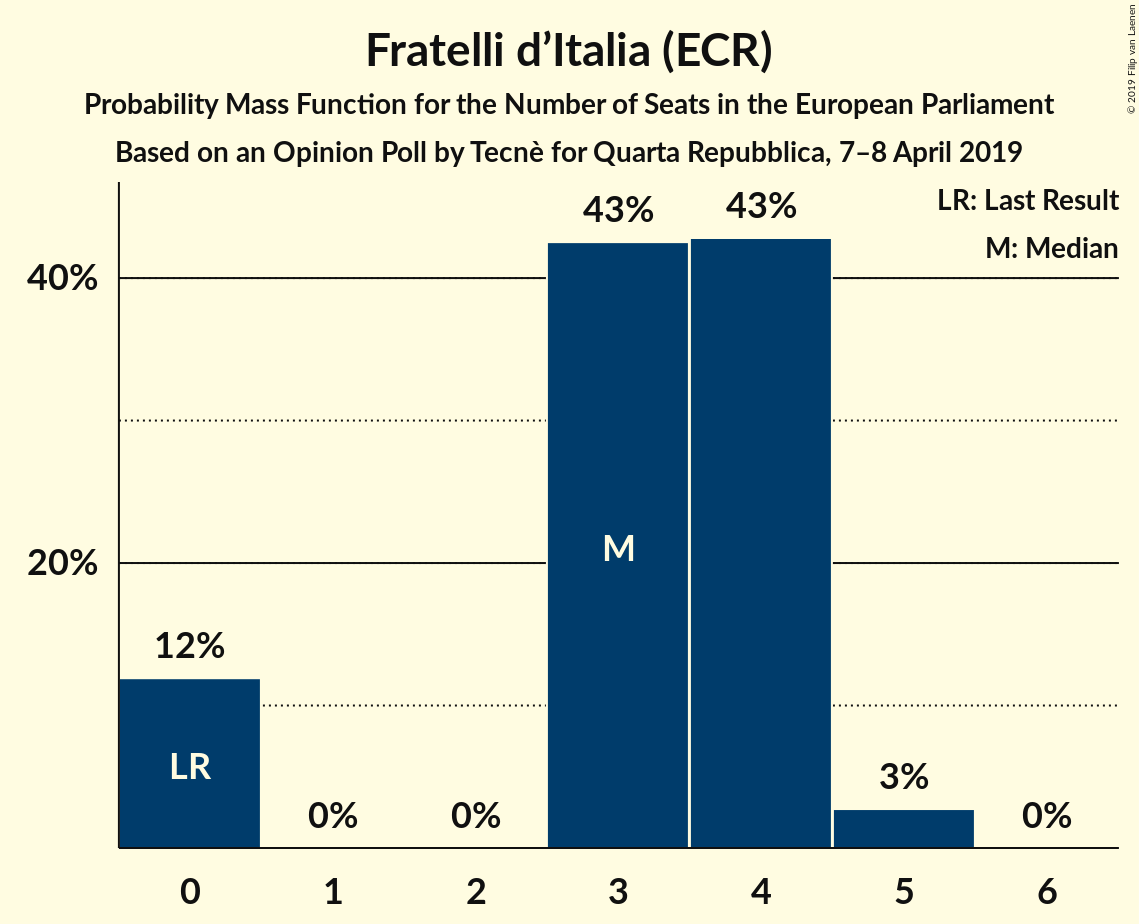 Fratelli d’Italia (ECR)
Probability Mass Function for the Number of Seats in the European Parliament
Based on an Opinion Poll by Tecnè for Quarta Repubblica, 7–8 April 2019
© 2019 Filip van Laenen
LR: Last Result
M: Median
43%
43%
40%
20%
M
12%
LR
0%
0%
3%
0%
0
1
2
3
4
5
6